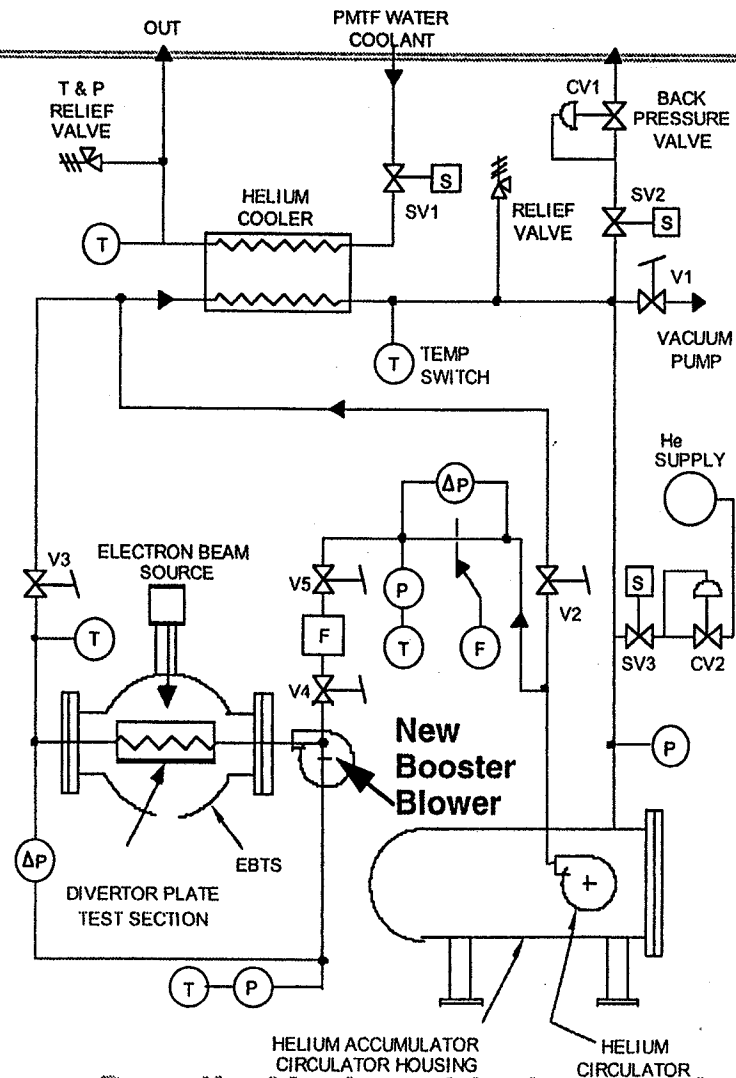 OUT
PMTF WATER
COOLANT
T & P
RELIEF
VALVE
CV1
BACK
PRESSURE
VALVE
S
SV1
HELIUM
COOLER
RELIEF
VALVE
SV2
S
T
V1
VACUUM
PUMP
T
TEMP
SWITCH
He
SUPPLY
ΔP
V3
ELECTRON BEAM
SOURCE
V5
P
V2
S
T
F
T
F
SV3
CV2
V4
New
Booster
Blower
P
ΔP
EBTS
DIVERTOR PLATE
TEST SECTION
T
P
HELIUM ACCUMULATOR
CIRCULATOR HOUSING
HELIUM
CIRCULATOR